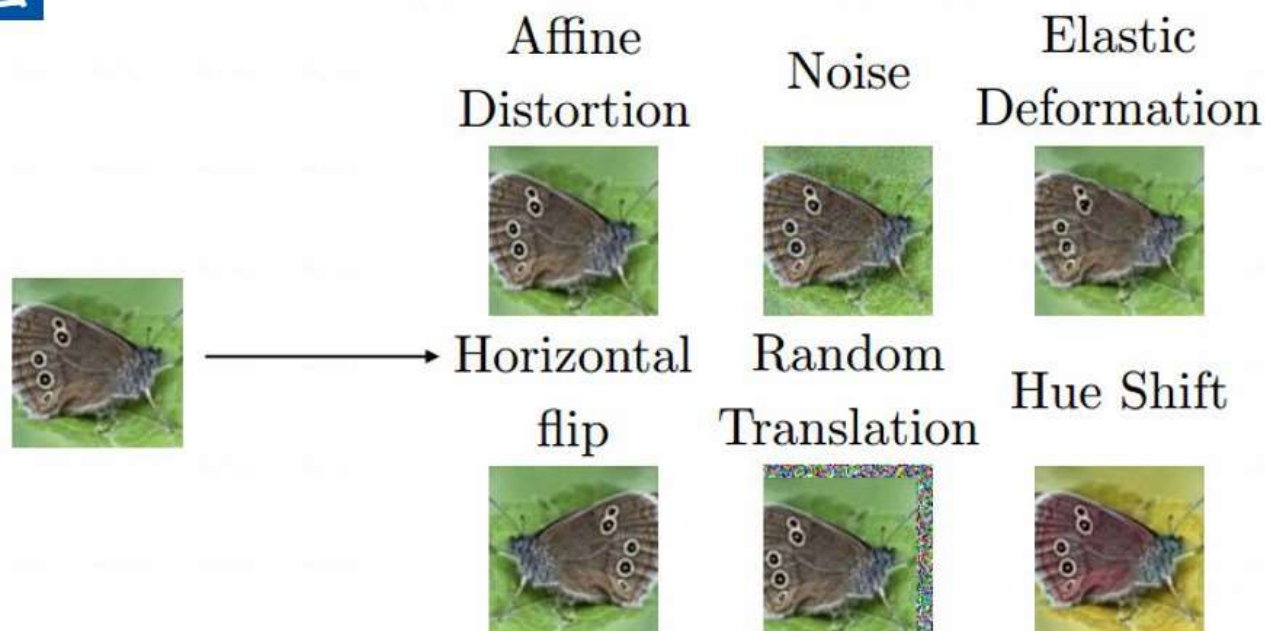 Affine
Distortion
Noise
Elastic
Deformation
Horizontal
flip
Random
Translation
Hue Shift